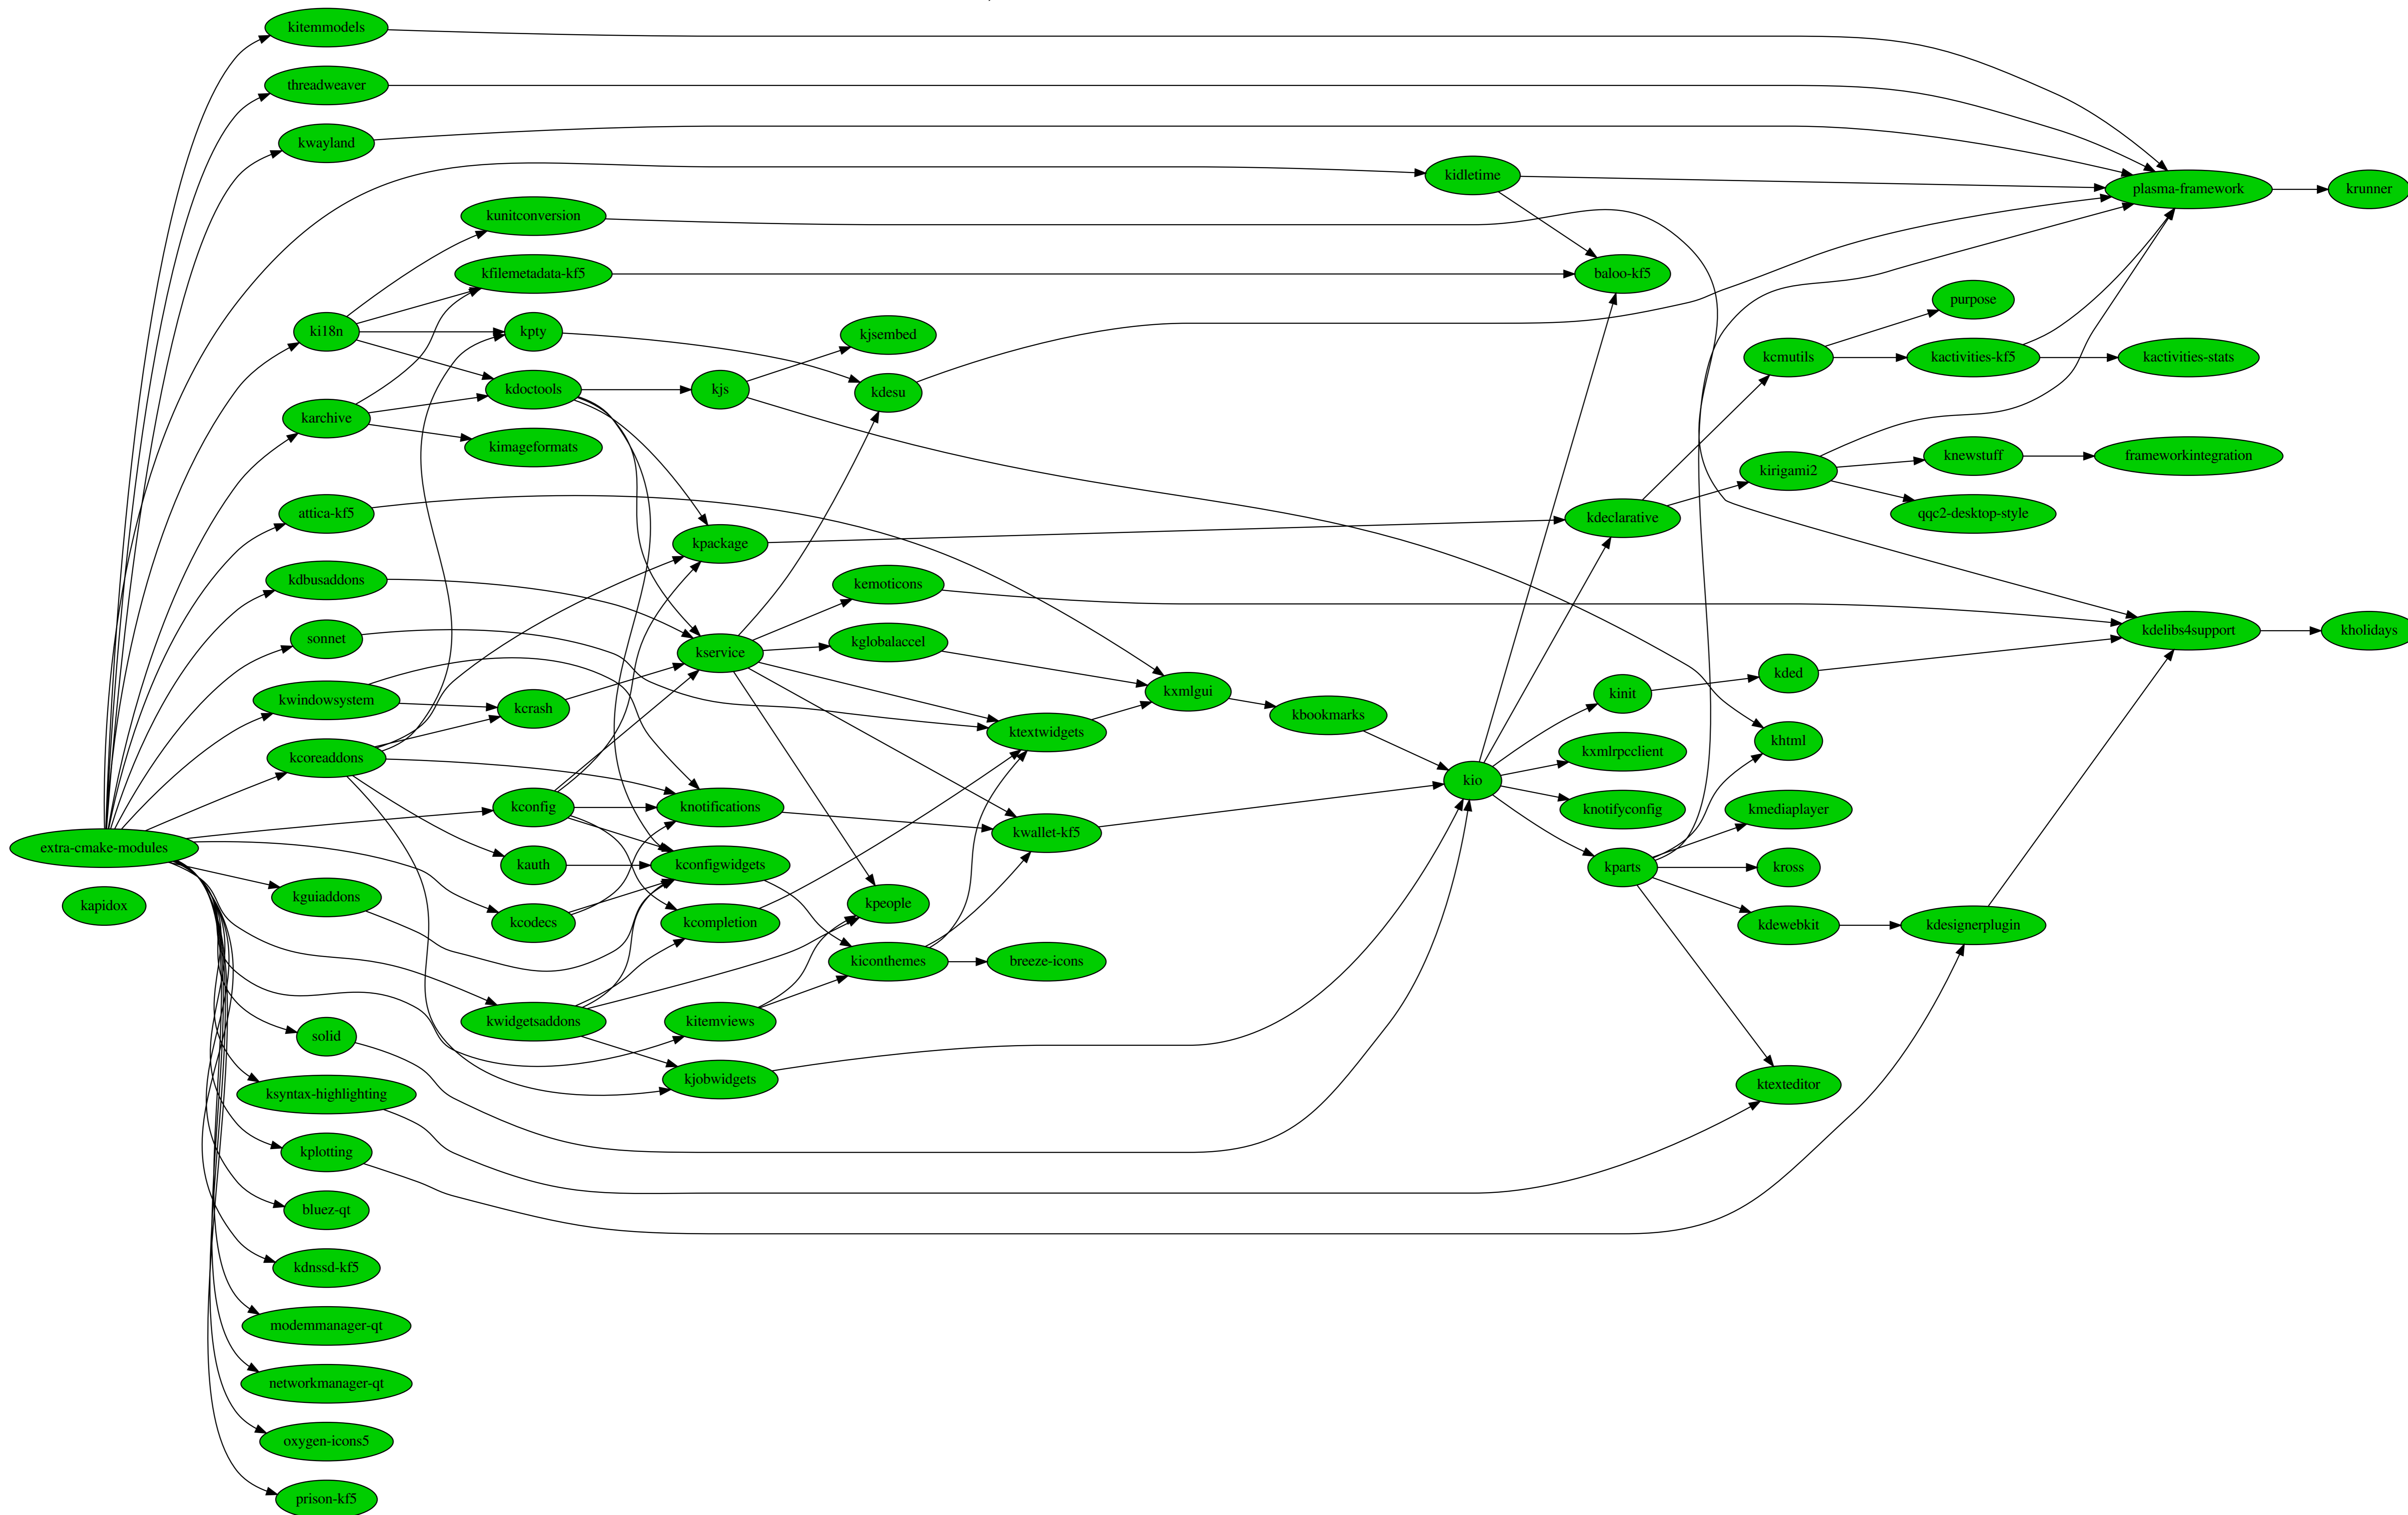 kitemmodels
threadweaver
kwayland
kidletime
plasma-framework
krunner
kunitconversion
kfilemetadata-kf5
baloo-kf5
purpose
ki18n
kpty
kjsembed
kcmutils
kactivities-kf5
kactivities-stats
kdoctools
kjs
kdesu
karchive
kimageformats
kirigami2
knewstuff
frameworkintegration
attica-kf5
kdeclarative
qqc2-desktop-style
kpackage
kdbusaddons
kemoticons
sonnet
kservice
kglobalaccel
kdelibs4support
kholidays
kwindowsystem
kcrash
kxmlgui
kinit
kded
kbookmarks
ktextwidgets
khtml
kcoreaddons
kxmlrpcclient
kio
kconfig
knotifications
knotifyconfig
kmediaplayer
kwallet-kf5
extra-cmake-modules
kauth
kconfigwidgets
kparts
kross
kapidox
kguiaddons
kcodecs
kcompletion
kpeople
kdewebkit
kdesignerplugin
kiconthemes
breeze-icons
kwidgetsaddons
kitemviews
solid
kjobwidgets
ktexteditor
ksyntax-highlighting
kplotting
bluez-qt
kdnssd-kf5
modemmanager-qt
networkmanager-qt
oxygen-icons5
prison-kf5